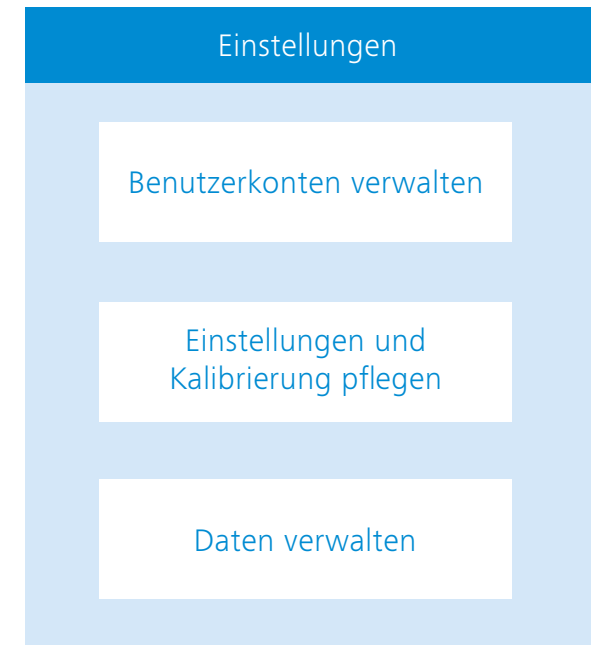 Einstellungen
Benutzerkonten verwalten
Einstellungen und
Kalibrierung pflegen
Daten verwalten